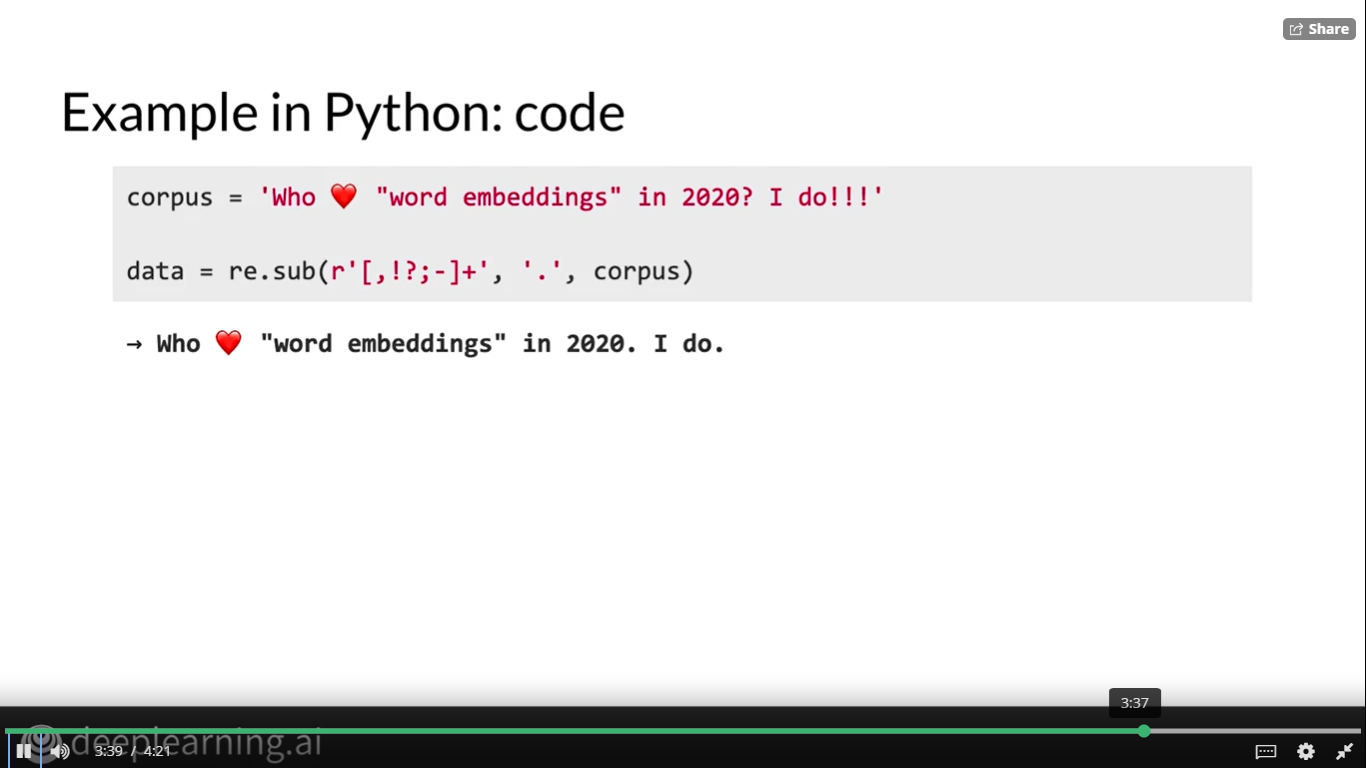 Share
Example in Python: code
corpus = 'Who ❤️ "word embeddings" in 2020? I do!!!'
data = re.sub(r'[,!?;-]+', '.', corpus)
→ Who ❤️ "word embeddings" in 2020. I do.
3:37
deeplearning.ai
3:39 / 4:21